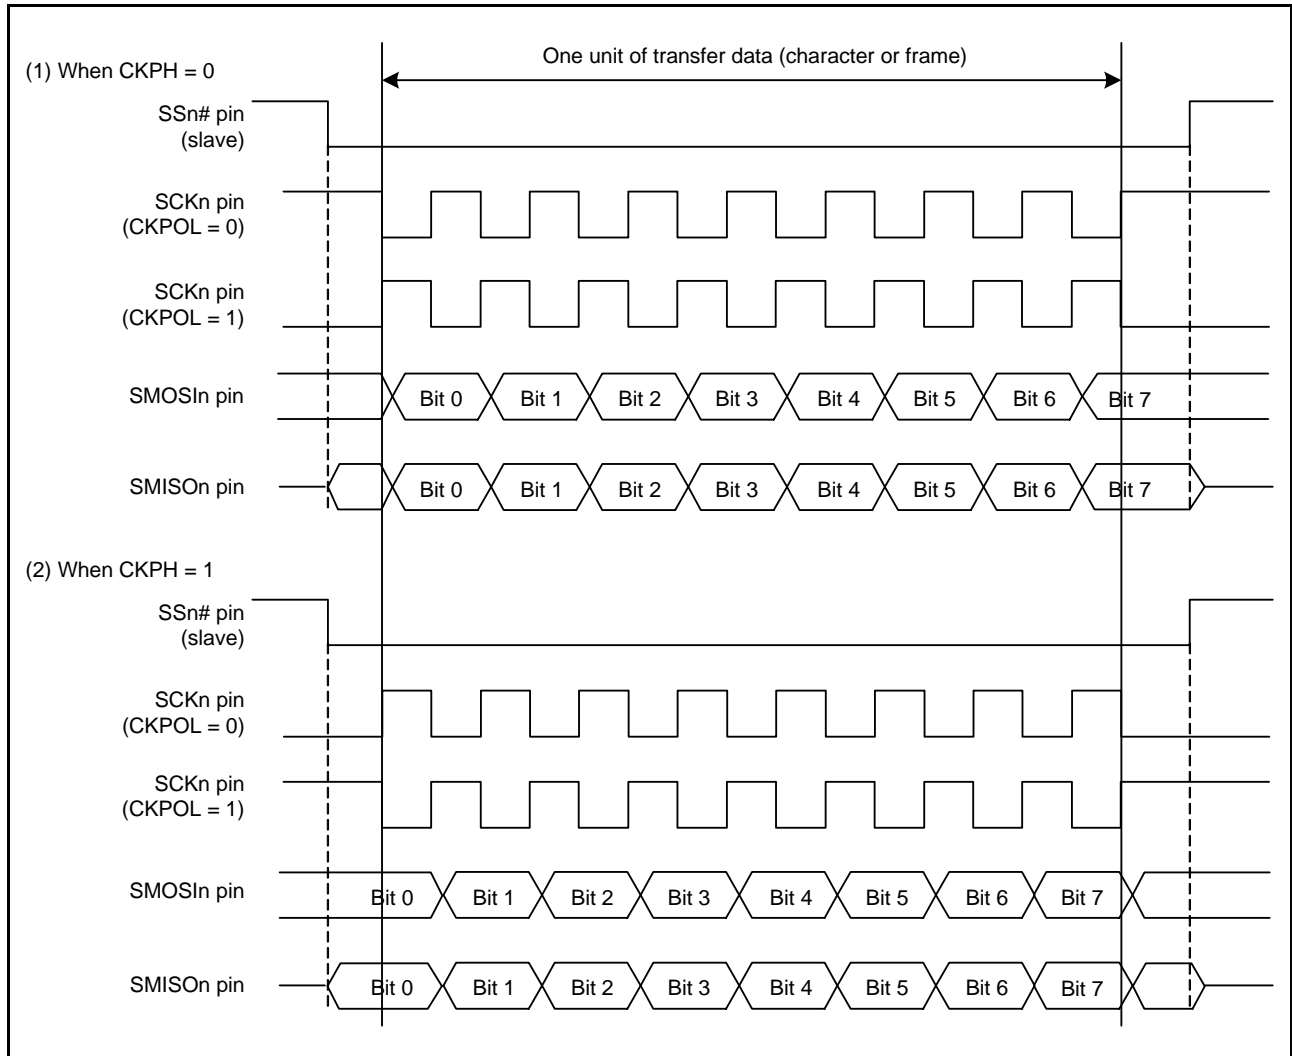 One unit of transfer data (character or frame)
(1) When CKPH = 0
SSn# pin
(slave)
SCKn pin
(CKPOL = 0)
SCKn pin
(CKPOL = 1)
SMOSIn pin
Bit 0 Bit 1 Bit 2 Bit 3 Bit 4 Bit 5 Bit 6 Bit 7
SMISOn pin
Bit 0 Bit 1 Bit 2 Bit 3 Bit 4 Bit 5 Bit 6 Bit 7
(2) When CKPH = 1
SSn# pin
(slave)
SCKn pin
(CKPOL = 0)
SCKn pin
(CKPOL = 1)
SMOSIn pin
Bit 0 Bit 1 Bit 2 Bit 3 Bit 4 Bit 5 Bit 6 Bit 7
SMISOn pin
Bit 0 Bit 1 Bit 2 Bit 3 Bit 4 Bit 5 Bit 6 Bit 7